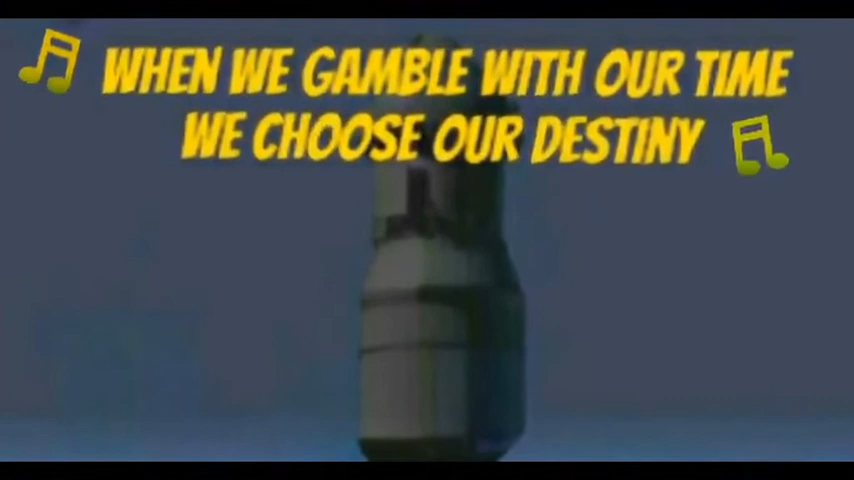 WHEN WE GAMBLE WITH OUR TIME
WE CHOOSE OUR DESTINY